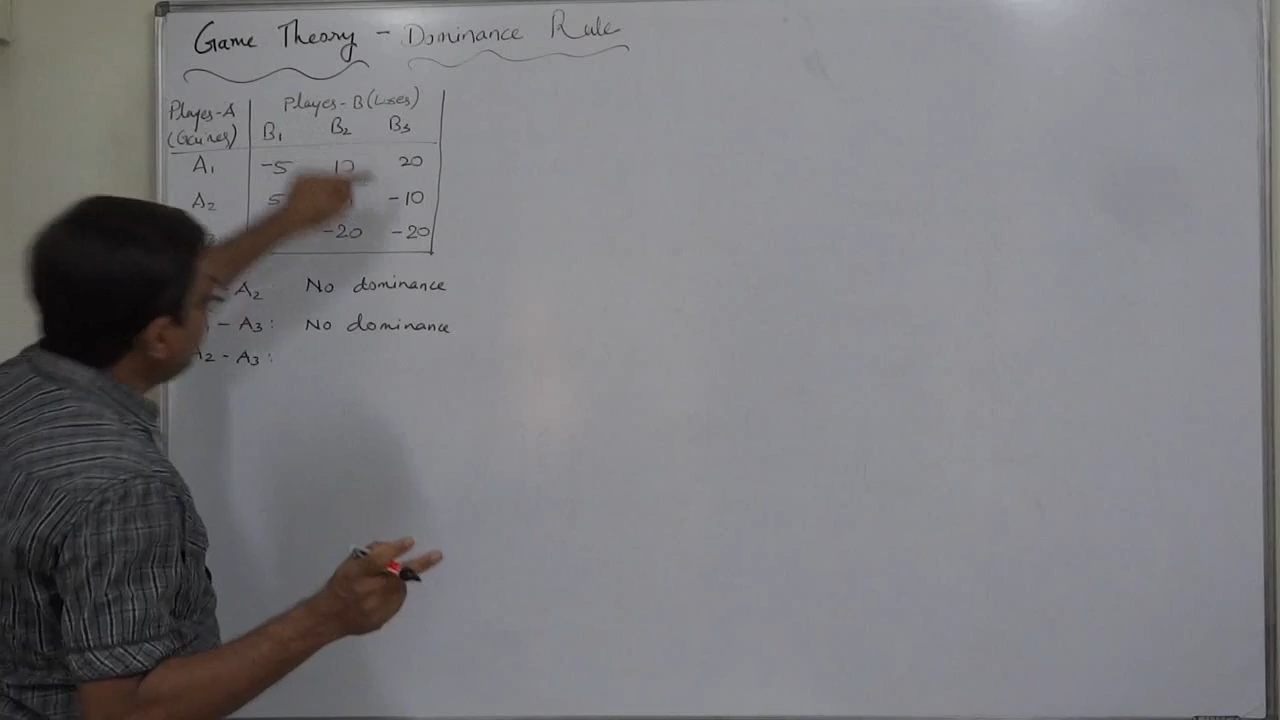 Game Theory - Dominance Rule
Player-A Player-B (Loses)
(Gaines) B1 B2 B3
A1 -5 10 20
A2 5 -10
-20 -20
- A2 No dominance
- A3: No dominance
A2 - A3: